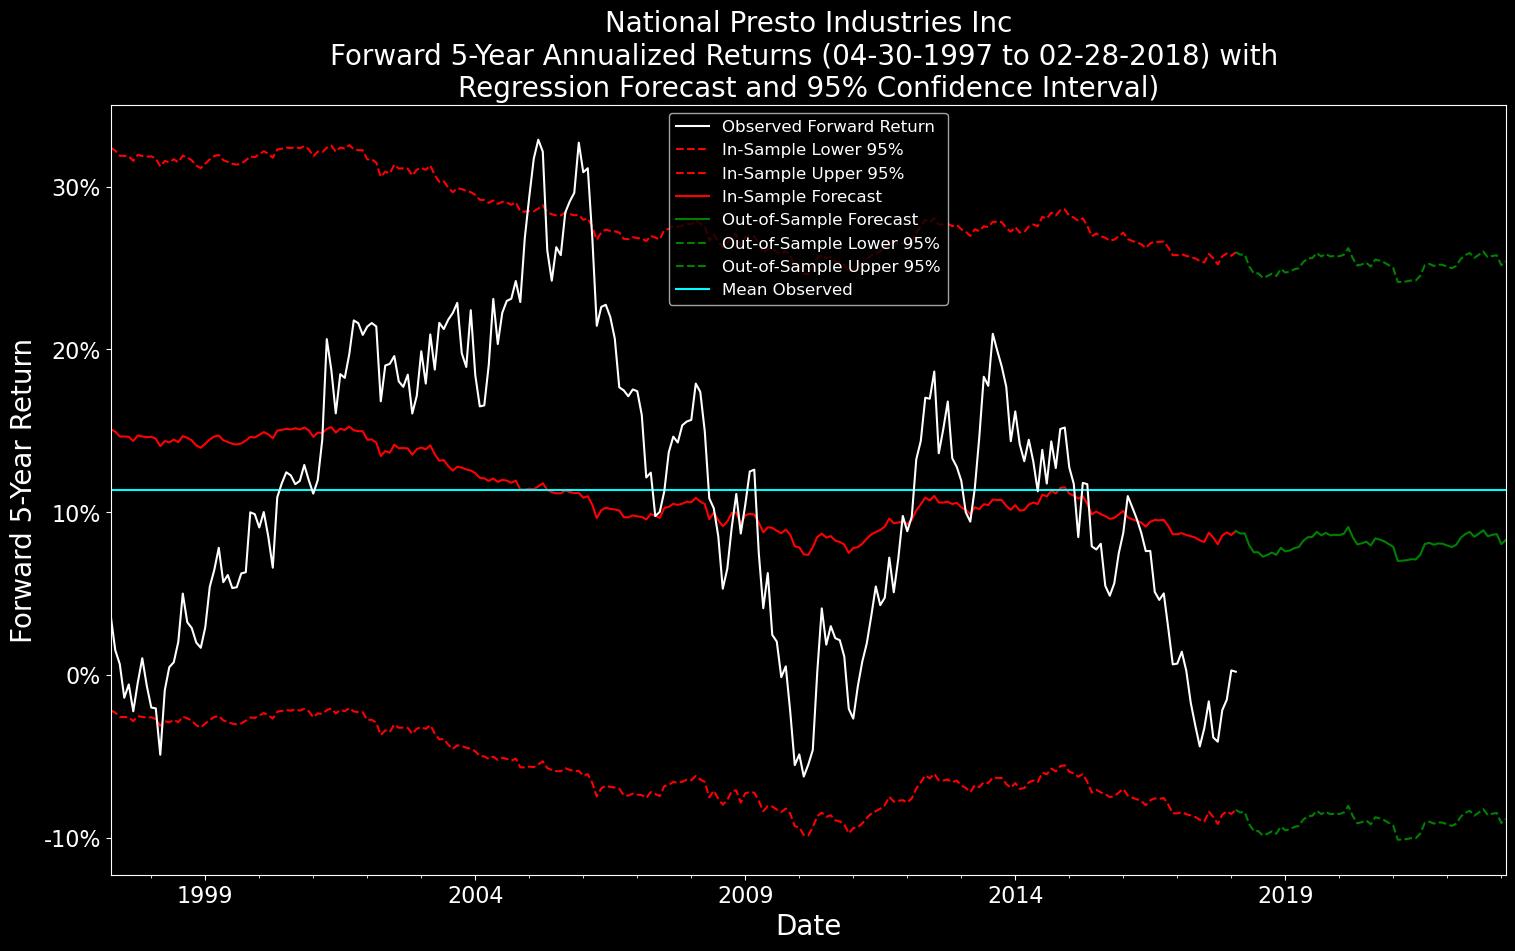 National Presto Industries Inc
Forward 5-Year Annualized Returns (04-30-1997 to 02-28-2018) with
Regression Forecast and 95% Confidence Interval)
Observed Forward Return
In-Sample Lower 95%
In-Sample Upper 95%
In-Sample Forecast
Out-of-Sample Forecast
Out-of-Sample Lower 95%
Out-of-Sample Upper 95%
Mean Observed
Forward 5-Year Return
30%
20%
10%
0%
-10%
1999
2004
2009
2014
2019
Date